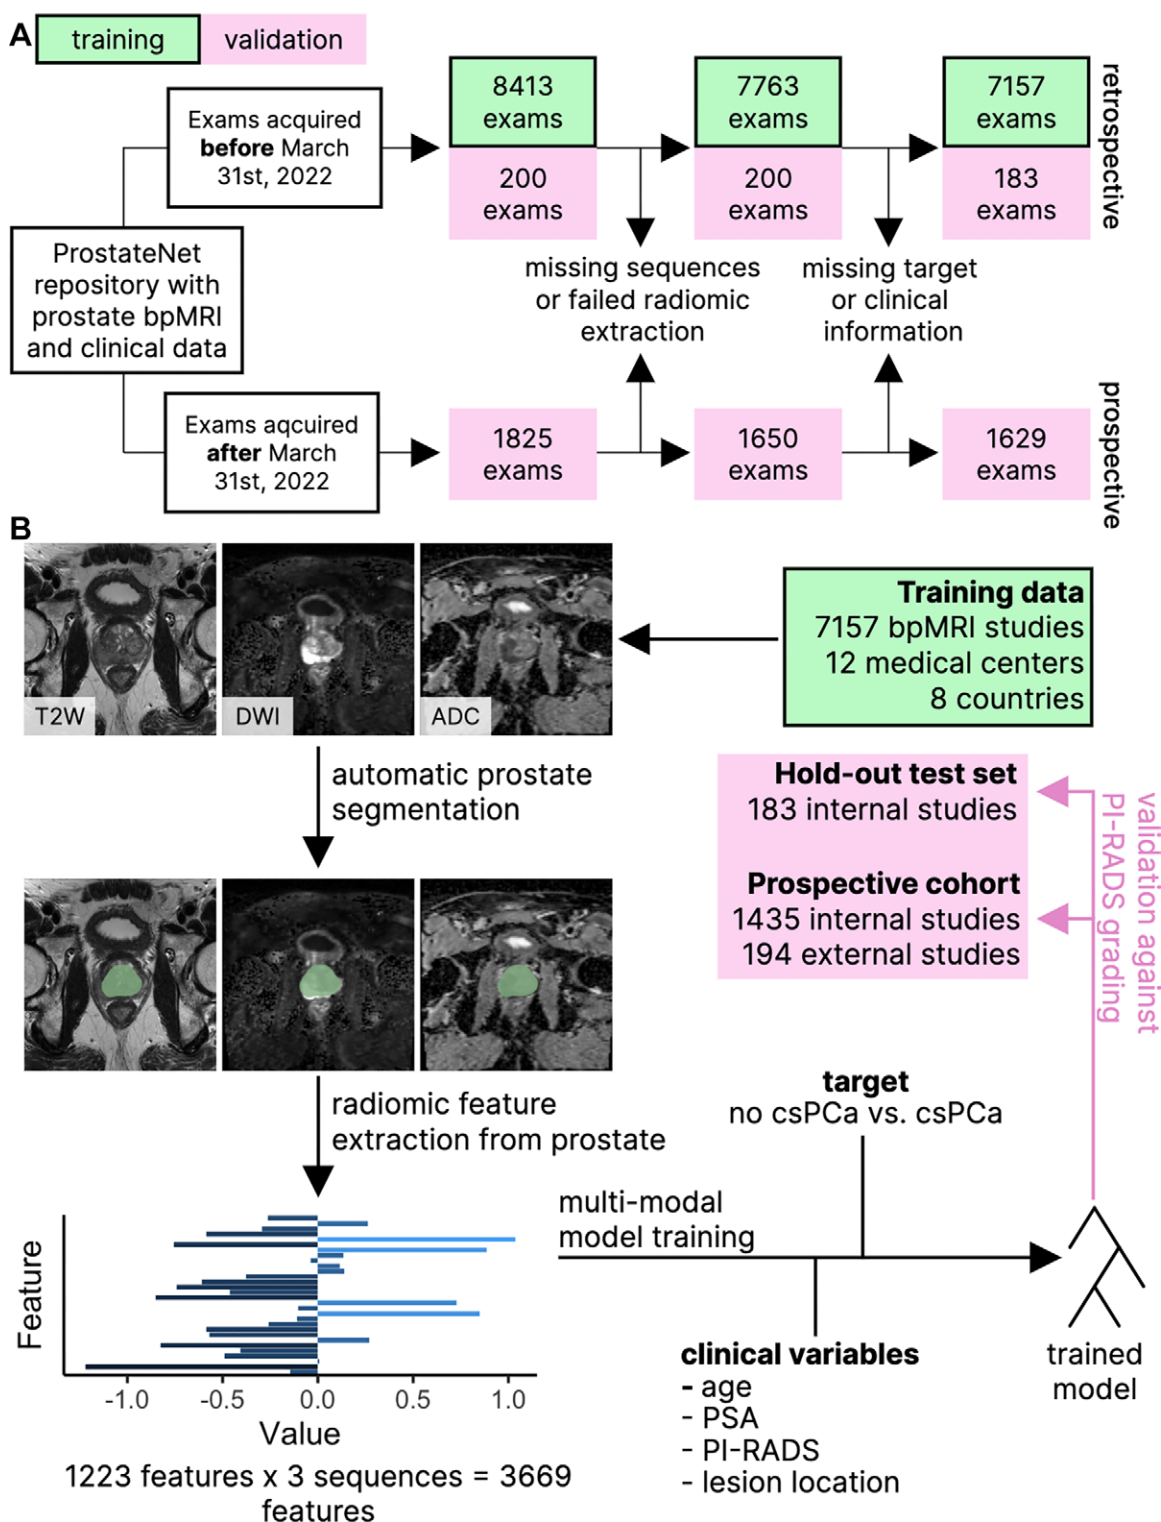 A
training
validation
Exams acquired
before March
31st, 2022
8413
exams
200
exams
7763
exams
200
exams
7157
exams
183
exams
retrospective
ProstateNet
repository with
prostate bpMRI
and clinical data
missing sequences
or failed radiomic
extraction
missing target
or clinical
information
Exams aqcuired
after March
31st, 2022
1825
exams
1650
exams
1629
exams
prospective
B
T2W
DWI
ADC
Training data
7157 bpMRI studies
12 medical centers
8 countries
automatic prostate
segmentation
Hold-out test set
183 internal studies
Prospective cohort
1435 internal studies
194 external studies
validation against
PI-RADS grading
radiomic feature
extraction from prostate
target
no csPCa vs. csPCa
multi-modal
model training
Feature
-1.0
-0.5
0.0
0.5
1.0
Value
1223 features x 3 sequences = 3669
features
clinical variables
- age
- PSA
- PI-RADS
- lesion location
trained
model